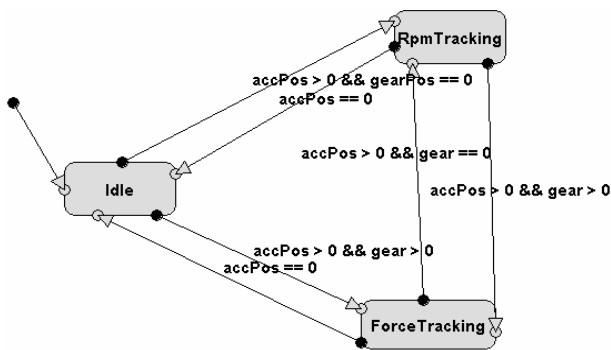 RpmTracking
accPos > 0 && gearPos == 0
accPos == 0
accPos > 0 && gear == 0
Idle
accPos > 0 && gear > 0
accPos > 0 && gear > 0
accPos == 0
ForceTracking